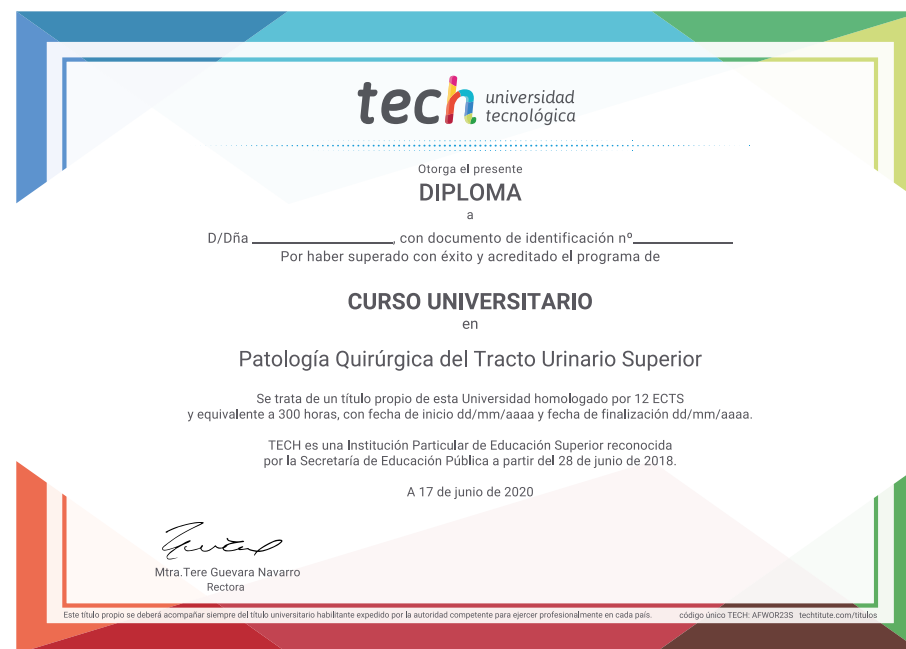 tech universidad
tecnológica
Otorga el presente
DIPLOMA
a
D/Dña ____________________, con documento de identificación nº______________
Por haber superado con éxito y acreditado el programa de
CURSO UNIVERSITARIO
en
Patología Quirúrgica del Tracto Urinario Superior
Se trata de un título propio de esta Universidad homologado por 12 ECTS
y equivalente a 300 horas, con fecha de inicio dd/mm/aaaa y fecha de finalización dd/mm/aaaa.
TECH es una Institución Particular de Educación Superior reconocida
por la Secretaría de Educación Pública a partir del 28 de junio de 2018.
A 17 de junio de 2020
Mtra.Tere Guevara Navarro
Rectora
Este título propio se deberá acompañar siempre del título universitario habilitante expedido por la autoridad competente para ejercer profesionalmente en cada país. código único TECH: AFWOR23S techtitute.com/titulos